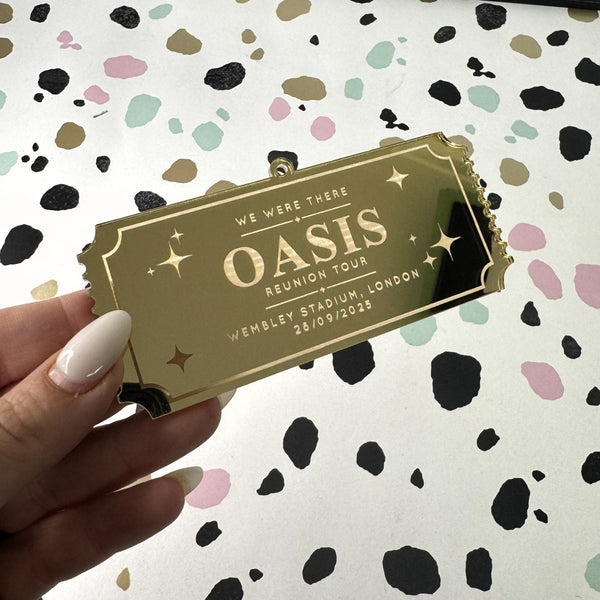 WE WERE THERE
OASIS
REUNION TOUR
WEMBLEY STADIUM, LONDON
28/09/2025